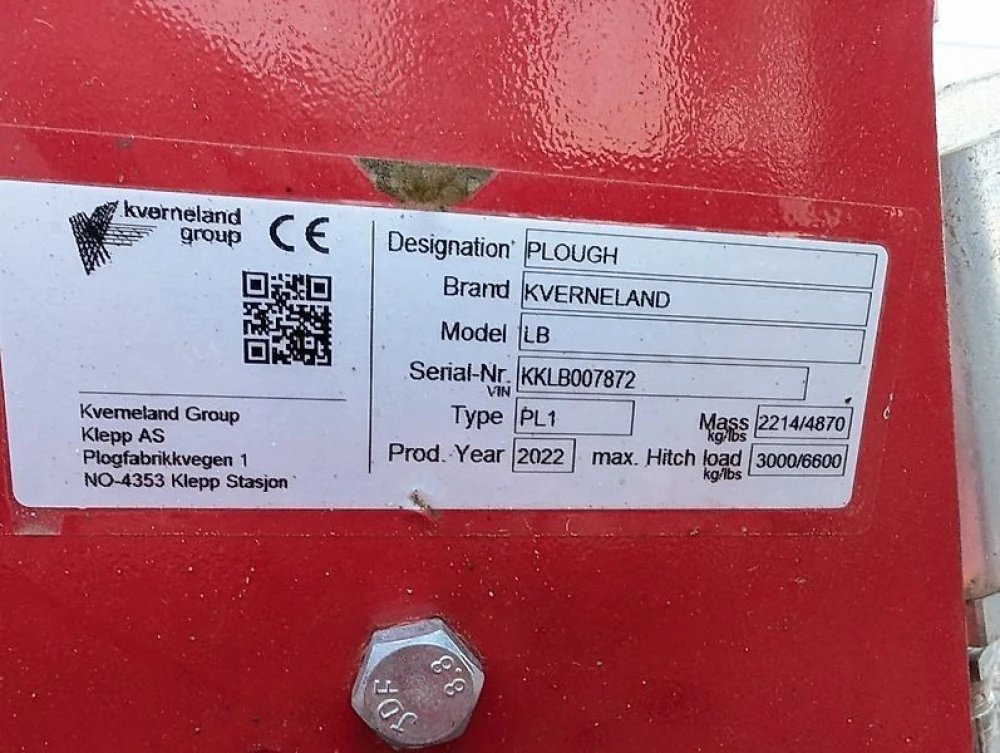 kverneland
group
CE
Kverneland Group
Klepp AS
Plogfabrikkvegen 1
NO-4353 Klepp Stasjon
Designation PLOUGH
Brand KVERNELAND
Model LB
Serial-Nr. KKLB007872
VIN
Type PL1 Mass 2214/4870
kg/lbs
Prod. Year 2022 max. Hitch load 3000/6600
kg/lbs
JDF 8.8